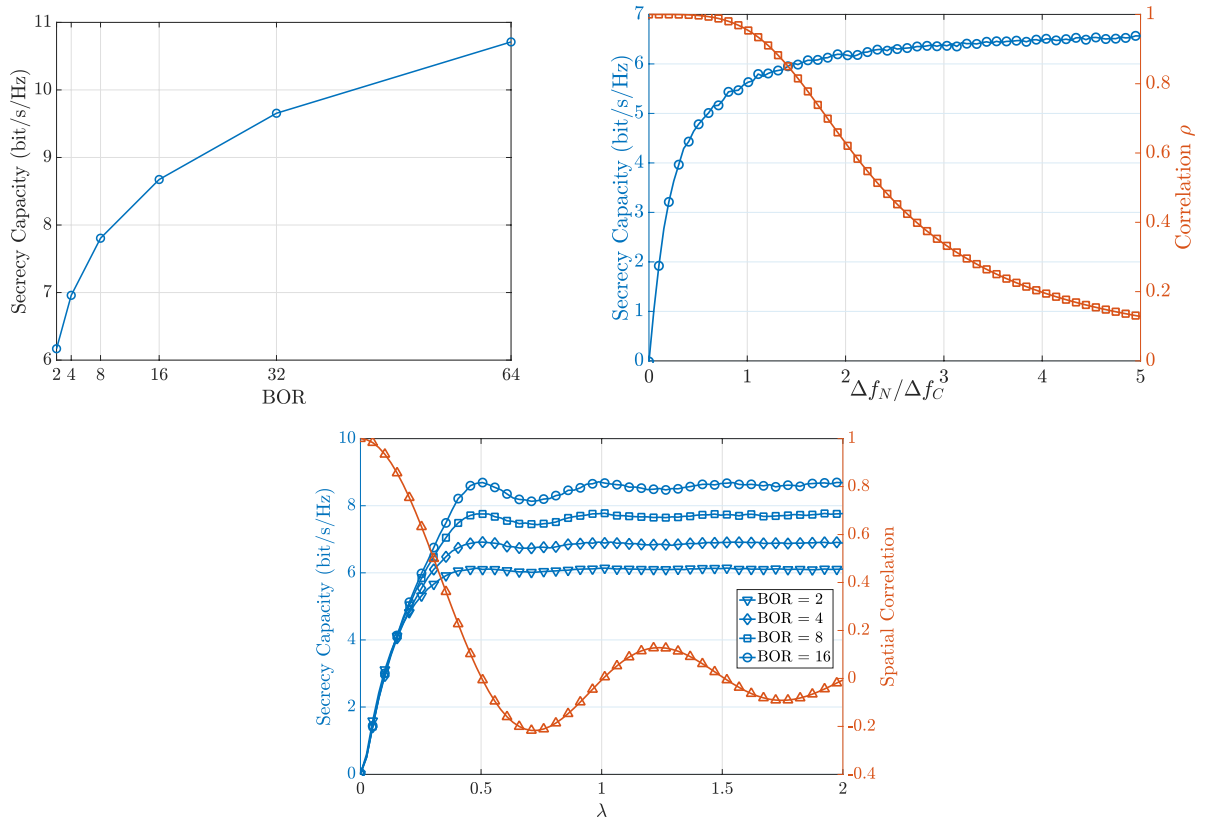 11
10
9
8
7
6
2 4 8 16 32 64
BOR
Secrecy Capacity (bit/s/Hz)
7
6
5
4
3
2
1
0
0 1 2 3 4 5
Δf_N/Δf_C
Secrecy Capacity (bit/s/Hz)
1
0.8
0.6
0.4
0.2
0
Correlation ρ
10
8
6
4
2
0
0 0.5 1 1.5 2
λ
Secrecy Capacity (bit/s/Hz)
1
0.8
0.6
0.4
0.2
0
-0.2
-0.4
Spatial Correlation
BOR = 2
BOR = 4
BOR = 8
BOR = 16